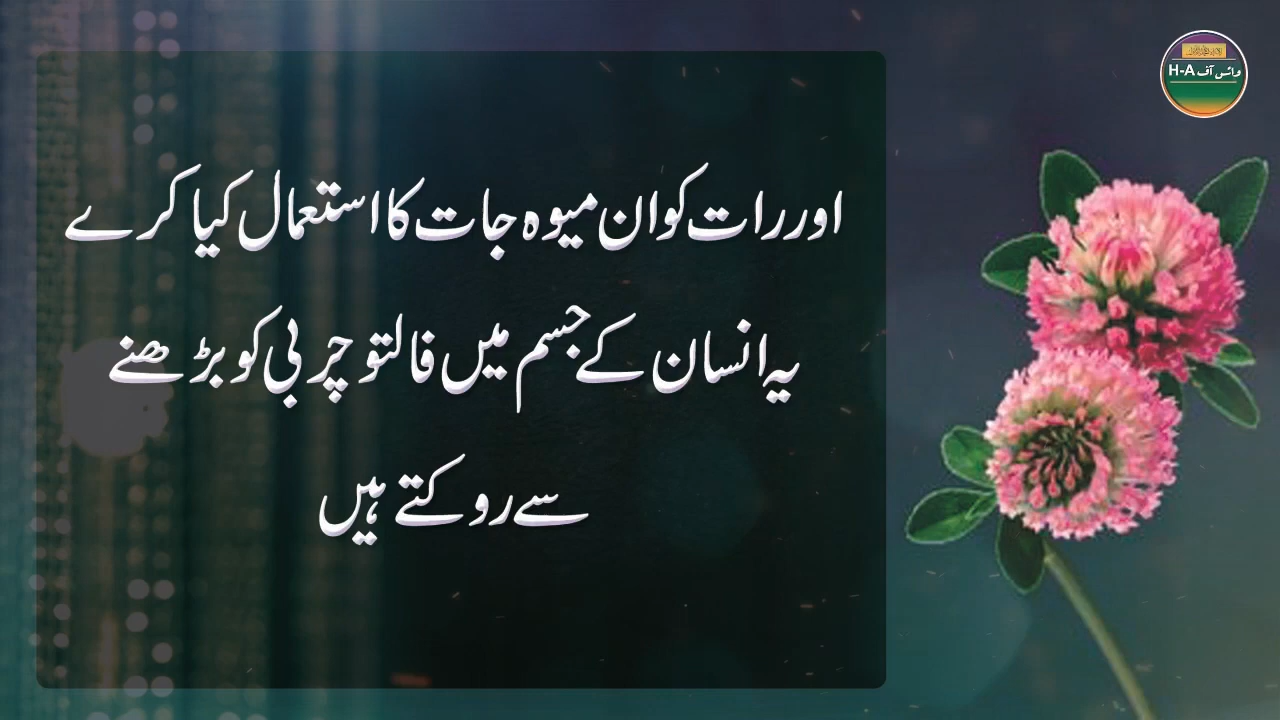 وائس آف H-A
اور رات کو ان میوہ جات کا استعمال کیا کرے
یہ انسان کے جسم میں فالتو چربی کو بڑھنے
سے روکتے ہیں